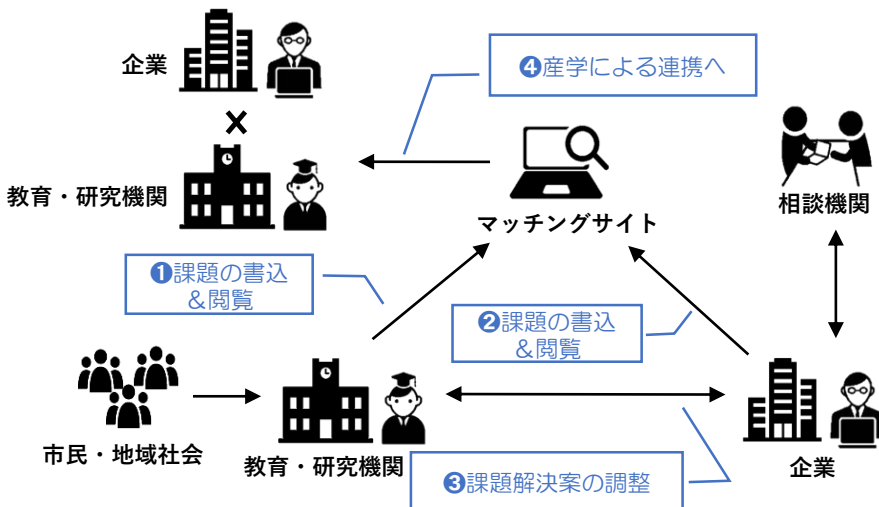 企業
❹産学による連携へ
×
教育・研究機関
マッチングサイト
相談機関
❶課題の書込
&閲覧
❷課題の書込
&閲覧
市民・地域社会
教育・研究機関
❸課題解決案の調整
企業